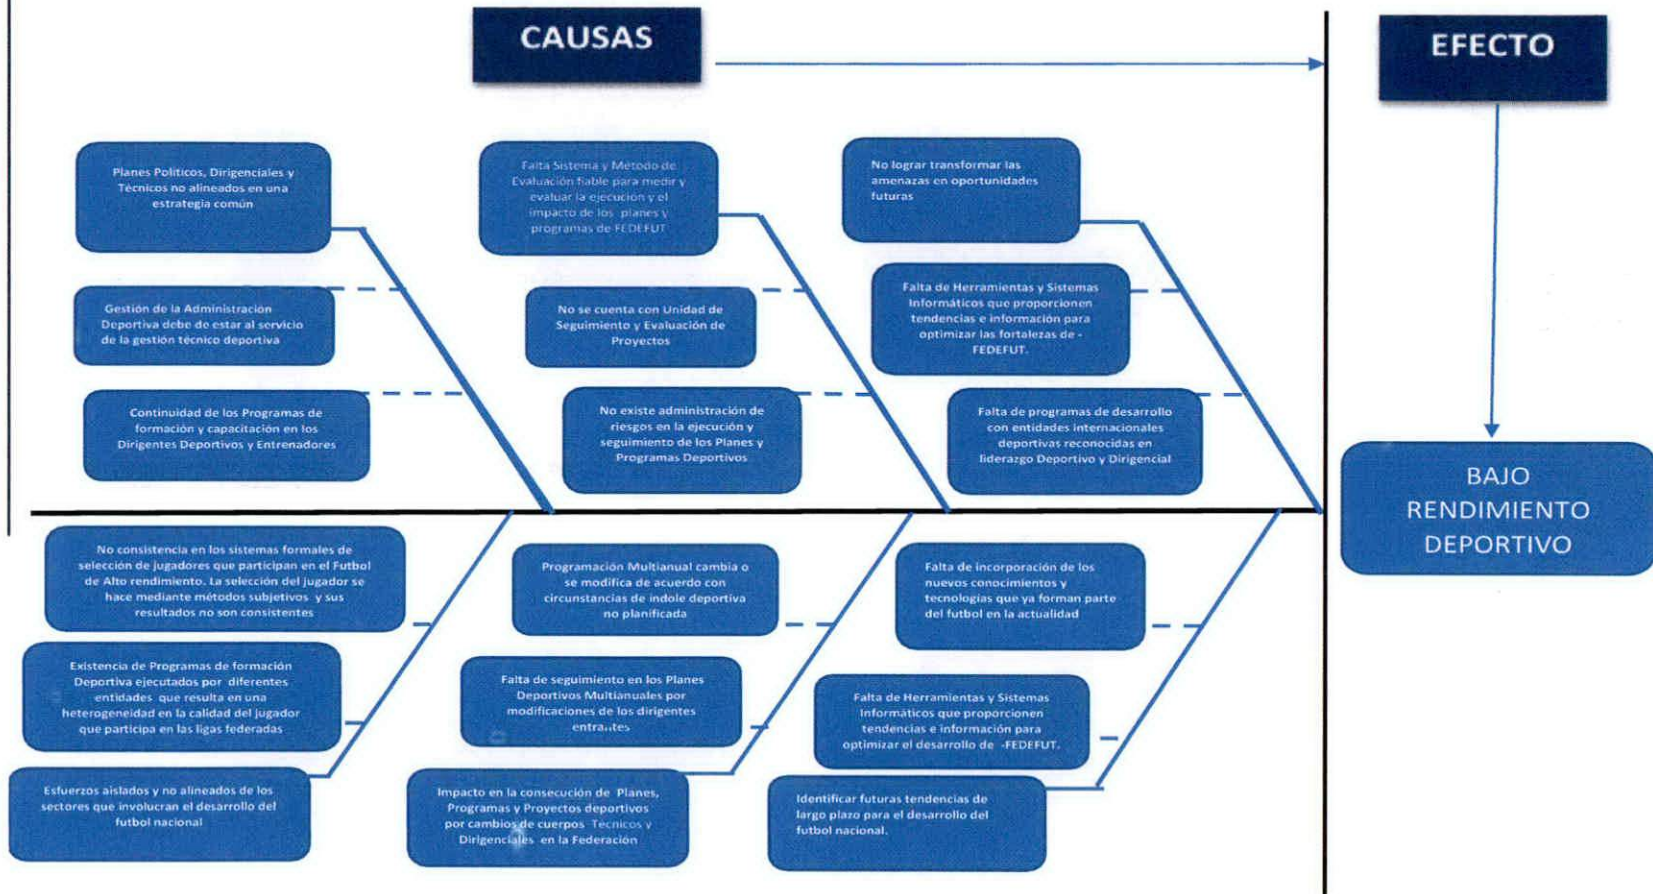 CAUSAS
EFECTO
Planes Políticos, Dirigenciales y
Técnicos no alineados en una
estrategia común
Falta Sistema y Método de
Evaluación fiable para medir y
evaluar la ejecución y el
impacto de los planes y
programas de FEDEFUT
No lograr transformar las
amenazas en oportunidades
futuras
Gestión de la Administración
Deportiva debe de estar al servicio
de la gestión técnico deportiva
No se cuenta con Unidad de
Seguimiento y Evaluación de
Proyectos
Falta de Herramientas y Sistemas
Informáticos que proporcionen
tendencias e información para
optimizar las fortalezas de -
FEDEFUT.
Continuidad de los Programas de
formación y capacitación en los
Dirigentes Deportivos y Entrenadores
No existe administración de
riesgos en la ejecución y
seguimiento de los Planes y
Programas Deportivos
Falta de programas de desarrollo
con entidades internacionales
deportivas reconocidas en
liderazgo Deportivo y Dirigencial
BAJO
RENDIMIENTO
DEPORTIVO
No consistencia en los sistemas formales de
selección de jugadores que participan en el Futbol
de Alto rendimiento. La selección del jugador se
hace mediante métodos subjetivos y sus
resultados no son consistentes
Programación Multianual cambia o
se modifica de acuerdo con
circunstancias de indole deportiva
no planificada
Falta de incorporación de los
nuevos conocimientos y
tecnologías que ya forman parte
del futbol en la actualidad
Existencia de Programas de formación
Deportiva ejecutados por diferentes
entidades que resulta en una
heterogeneidad en la calidad del jugador
que participa en las ligas federadas
Falta de seguimiento en los Planes
Deportivos Multianuales por
modificaciones de los dirigentes
entrantes
Falta de Herramientas y Sistemas
Informáticos que proporcionen
tendencias e información para
optimizar el desarrollo de -FEDEFUT.
Esfuerzos aislados y no alineados de los
sectores que involucran el desarrollo del
futbol nacional
Impacto en la consecución de Planes,
Programas y Proyectos deportivos
por cambios de cuerpos Técnicos y
Dirigenciales en la Federación
Identificar futuras tendencias de
largo plazo para el desarrollo del
futbol nacional.